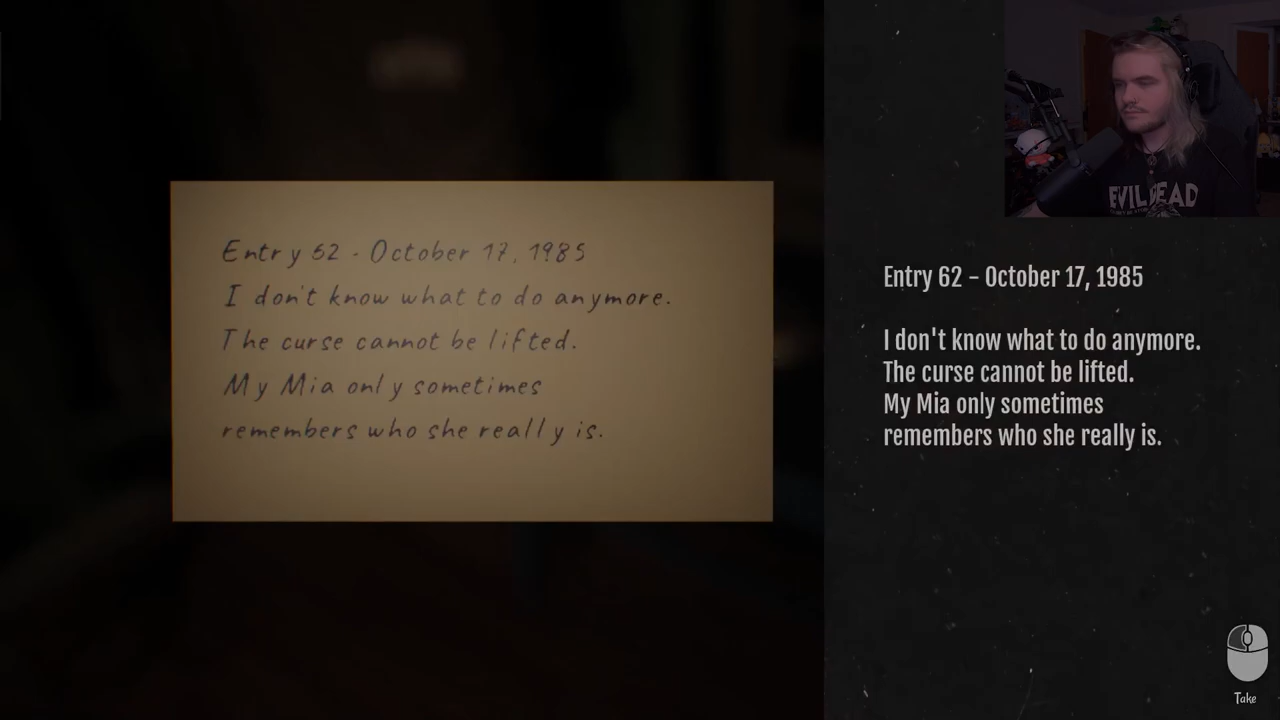 Entry 62 - October 17, 1985
I don't know what to do anymore.
The curse cannot be lifted.
My Mia only sometimes
remembers who she really is.
EVIL DEAD
Entry 62 - October 17, 1985
I don't know what to do anymore.
The curse cannot be lifted.
My Mia only sometimes
remembers who she really is.
Take